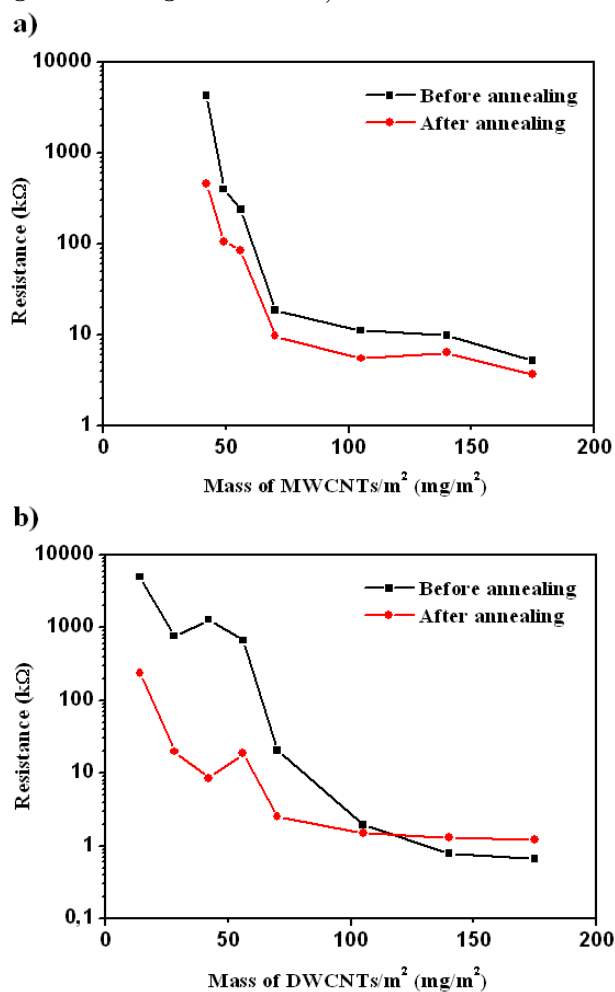 a)
10000
1000
100
10
1
0
50
100
150
200
Resistance (kΩ)
Before annealing
After annealing
Mass of MWCNTs/m² (mg/m²)
b)
10000
1000
100
10
1
0,1
0
50
100
150
200
Resistance (kΩ)
Before annealing
After annealing
Mass of DWCNTs/m² (mg/m²)